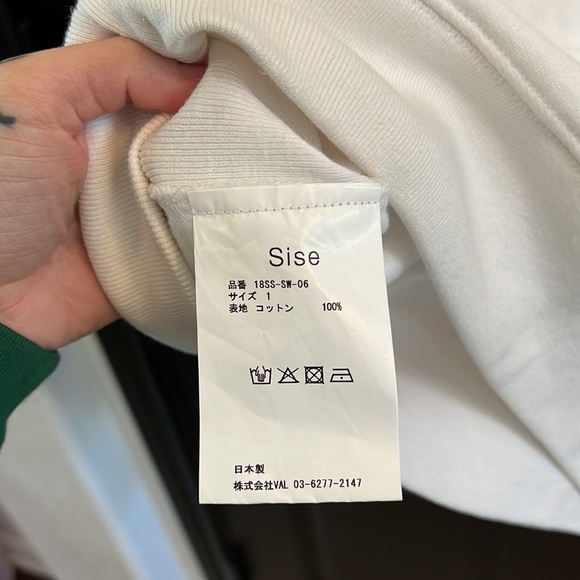 Sise
品番 18SS-SW-06
サイズ 1
表地 コットン 100%
日本製
株式会社VAL 03-6277-2147